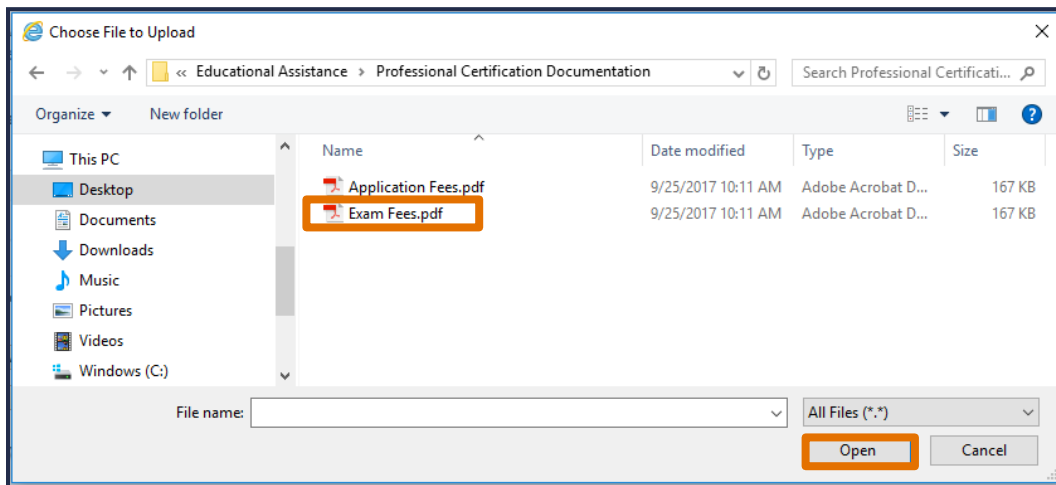 Choose File to Upload
« Educational Assistance > Professional Certification Documentation
Search Professional Certificati...
Organize
New folder
?
Name Date modified Type Size
This PC
Desktop
Documents
Downloads
Music
Pictures
Videos
Windows (C:)
Application Fees.pdf 9/25/2017 10:11 AM Adobe Acrobat D... 167 KB
Exam Fees.pdf 9/25/2017 10:11 AM Adobe Acrobat D... 167 KB
File name:
All Files (*.*)
Open Cancel